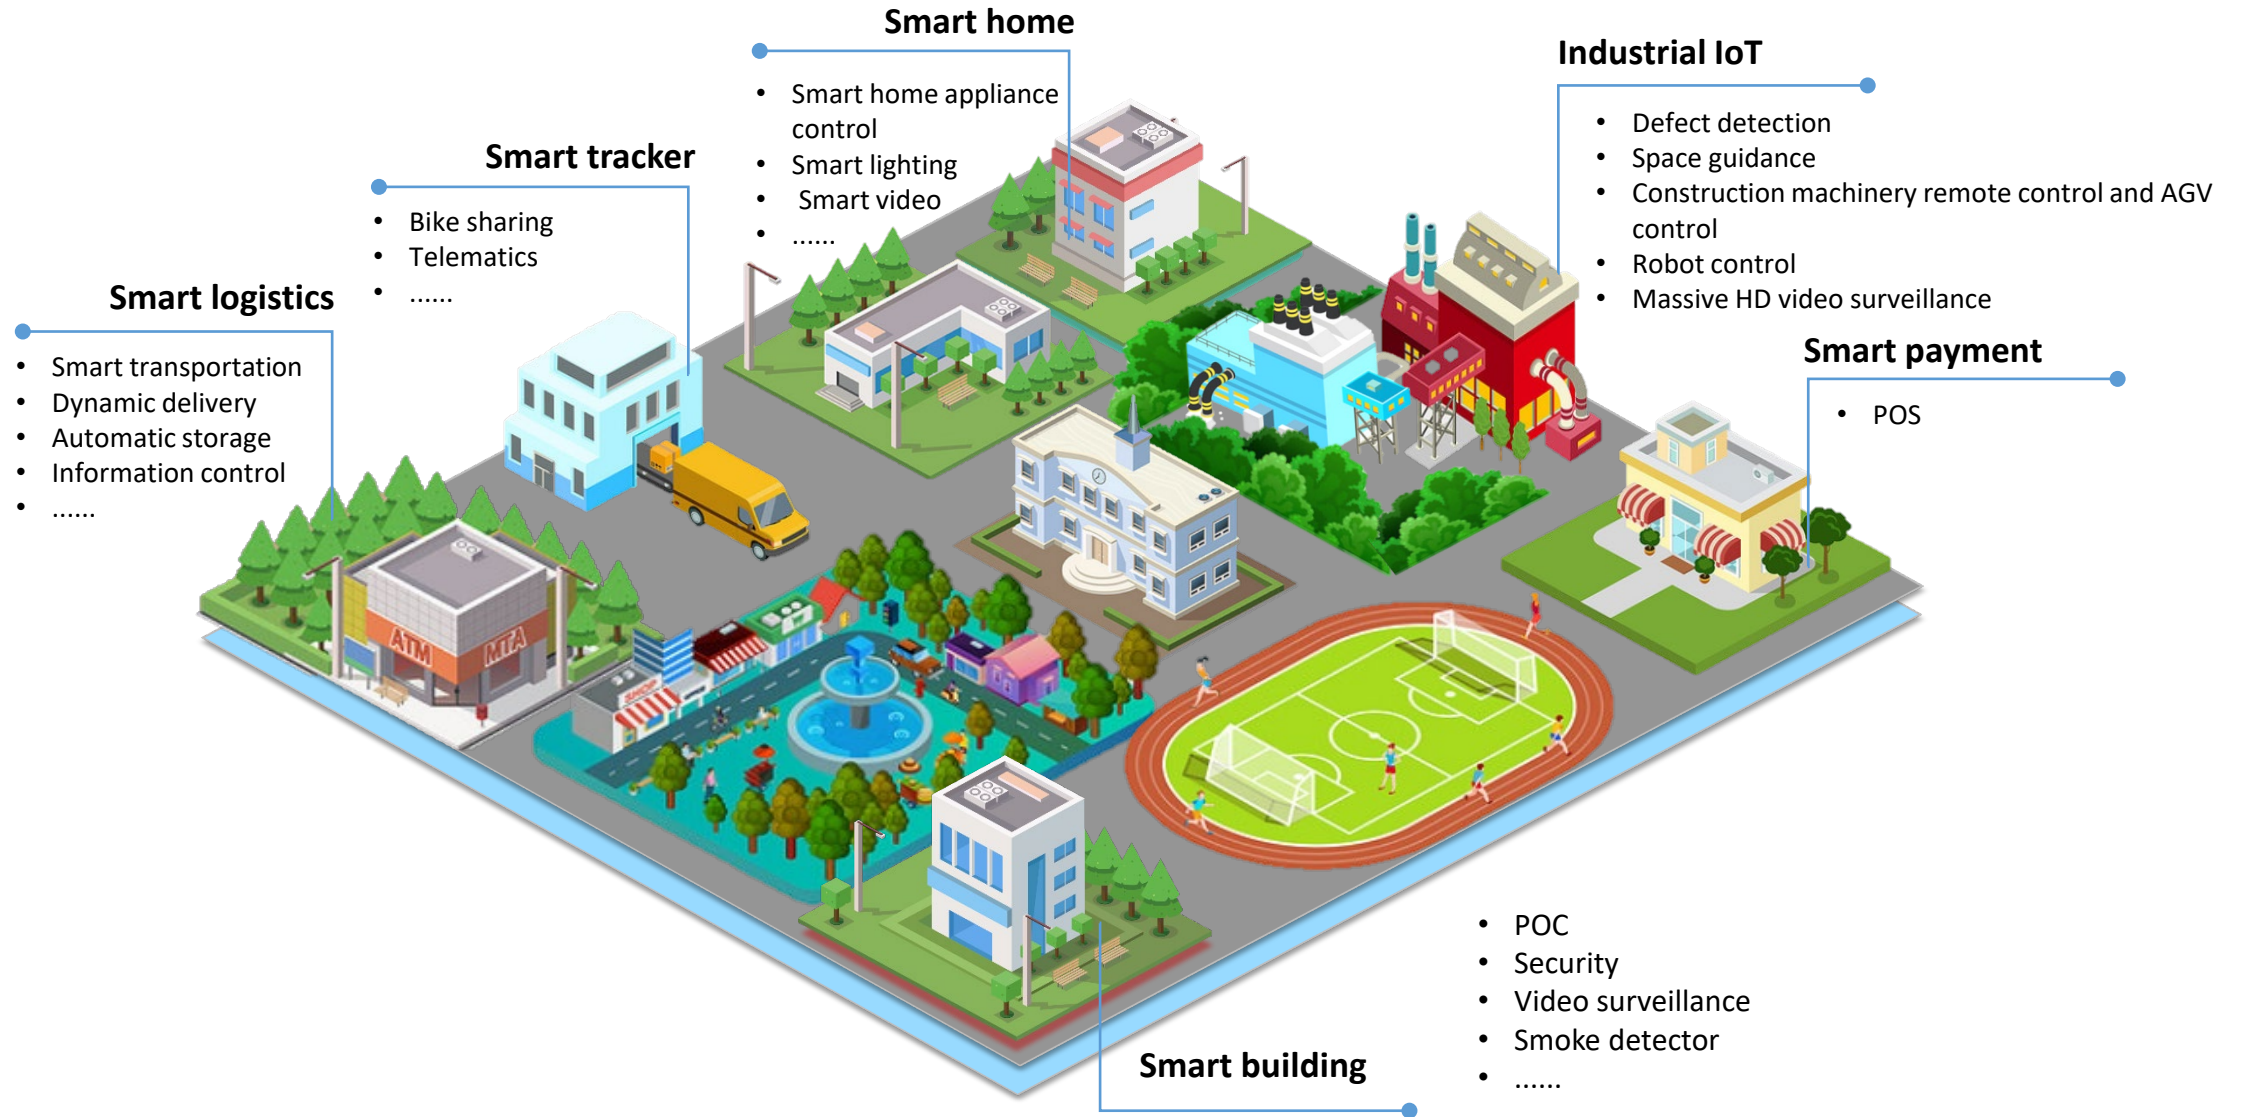 Smart home
• Smart home appliance
control
• Smart lighting
• Smart video
• ......
Industrial IoT
• Defect detection
• Space guidance
• Construction machinery remote control and AGV
control
• Robot control
• Massive HD video surveillance
Smart tracker
• Bike sharing
• Telematics
• ......
Smart logistics
• Smart transportation
• Dynamic delivery
• Automatic storage
• Information control
• ......
Smart payment
• POS
ATM
MTA
SHOP
• POC
• Security
• Video surveillance
• Smoke detector
• ......
Smart building